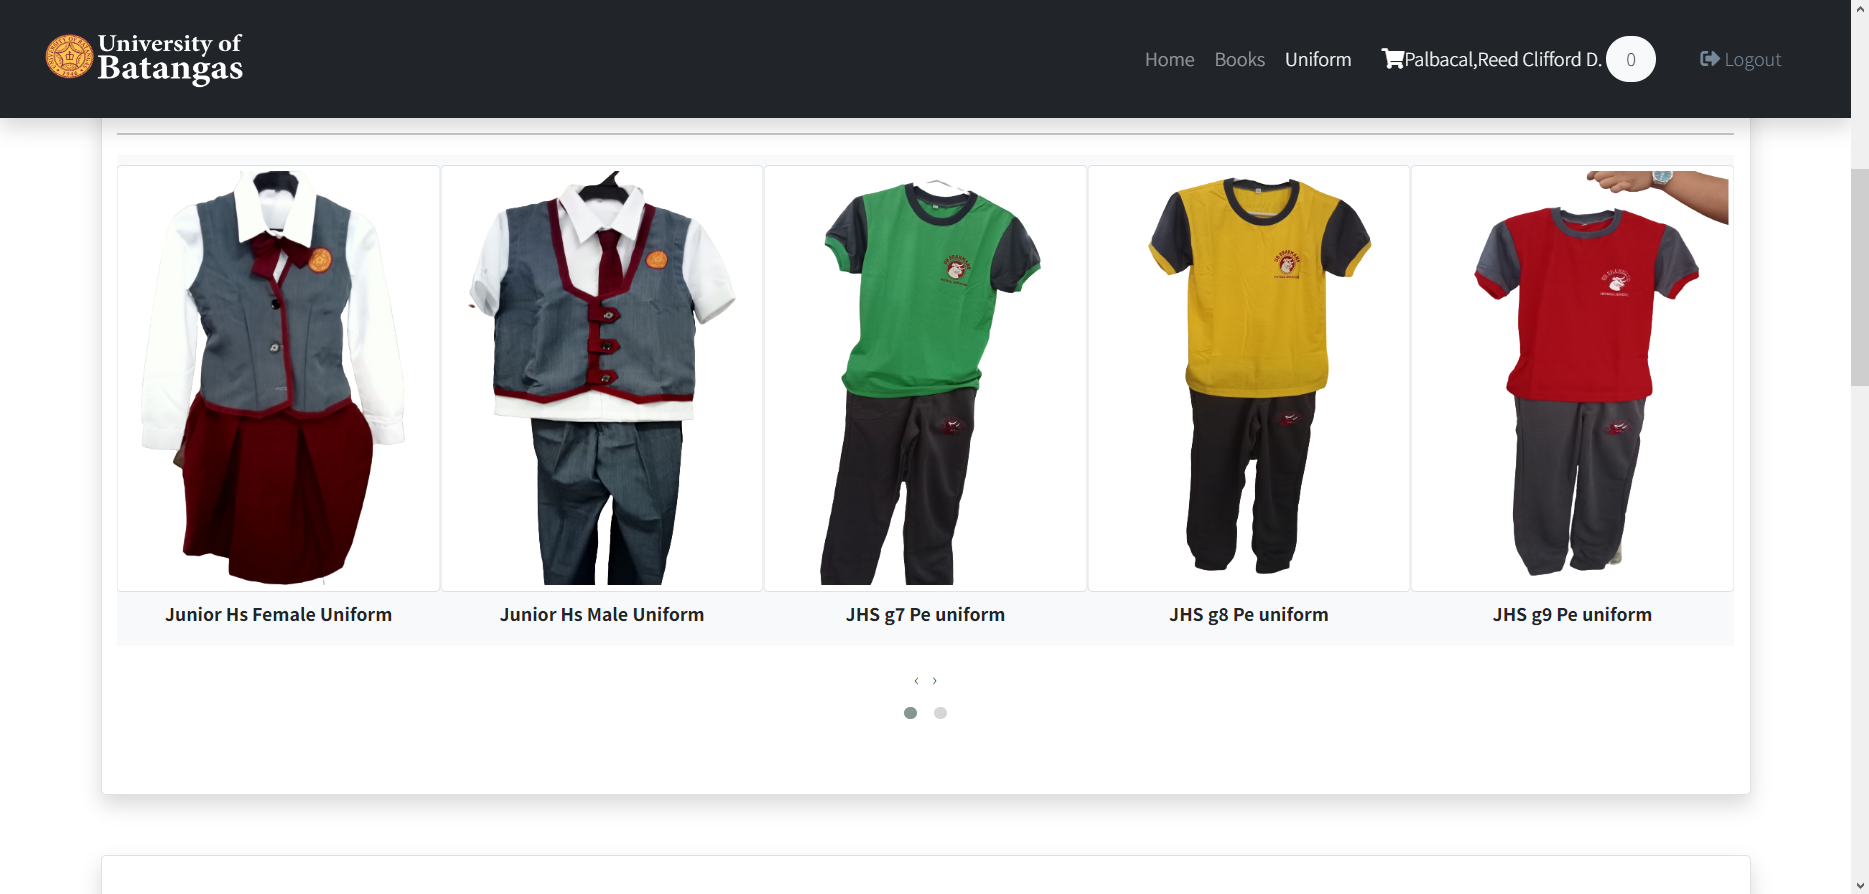 University of
Batangas
Home
Books
Uniform
Palbacal,Reed Clifford D.
0
Logout
Junior Hs Female Uniform
Junior Hs Male Uniform
JHS g7 Pe uniform
JHS g8 Pe uniform
JHS g9 Pe uniform